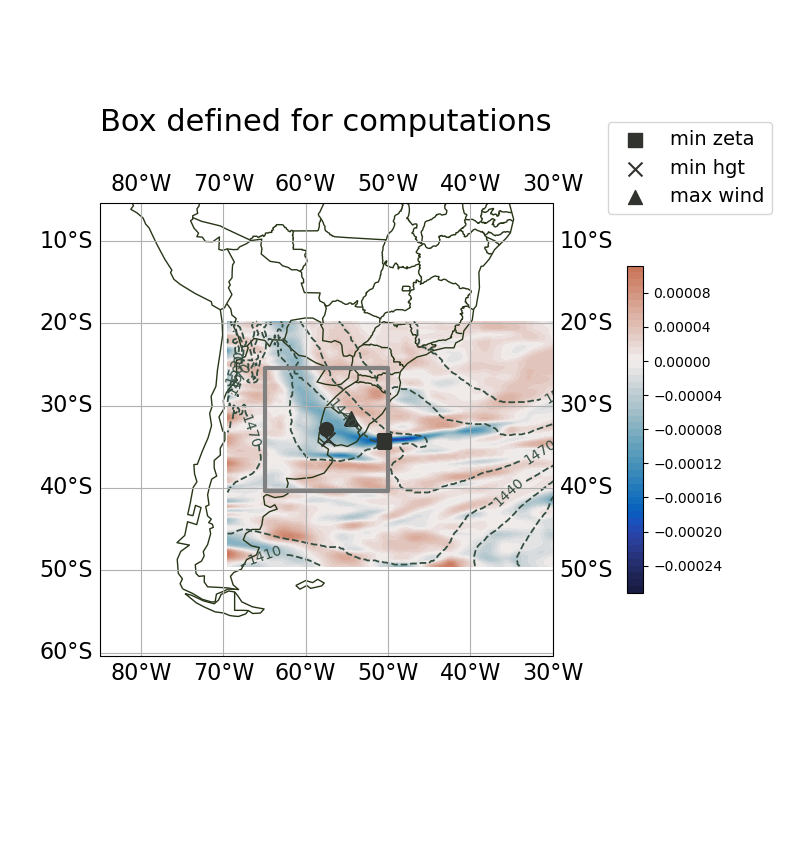 Box defined for computations
min zeta
min hgt
max wind
80°W 70°W 60°W 50°W 40°W 30°W
10°S 10°S
20°S 20°S
30°S 30°S
40°S 40°S
50°S 50°S
60°S
80°W 70°W 60°W 50°W 40°W 30°W
1470
1470
1440
1410
0.00008
0.00004
0.00000
−0.00004
−0.00008
−0.00012
−0.00016
−0.00020
−0.00024